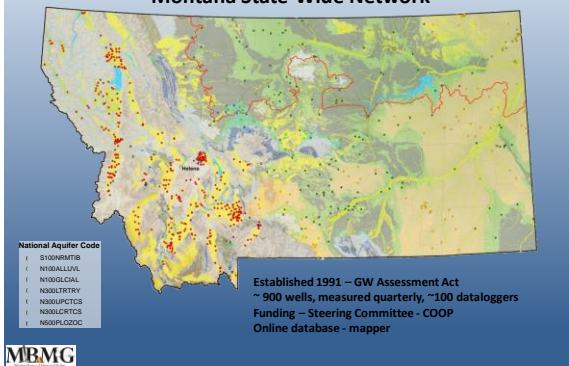 Montana State-Wide Network
Helena
National Aquifer Code
S100NRMTIB
N100ALLUVL
N100GLCIAL
N300LTRTRY
N300UPCTCS
N300LCRTCS
N500PLOZOC
Established 1991 – GW Assessment Act
~ 900 wells, measured quarterly, ~100 dataloggers
Funding – Steering Committee - COOP
Online database - mapper
MBMG